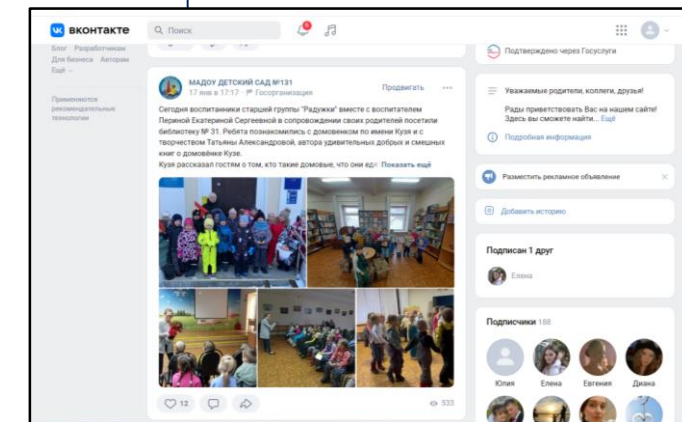 вконтакте
Поиск
Блог Разработчикам
Для бизнеса Авторам
Ещё
Применяются
рекомендательные
технологии
МАДОУ ДЕТСКИЙ САД №131
17 янв в 17:17 Госорганизация
Продвигать
Сегодня воспитанники старшей группы "Радужки" вместе с воспитателем
Периной Екатериной Сергеевной в сопровождении своих родителей посетили
библиотеку № 31. Ребята познакомились с домовенком по имени Кузя и с
творчеством Татьяны Александровой, автора удивительных добрых и смешных
книг о домовёнке Кузе.
Кузя рассказал гостям о том, кто такие домовые, что они ед Показать ещё
12
533
Подтверждено через Госуслуги
Уважаемые родители, коллеги, друзья!
Рады приветствовать Вас на нашем сайте!
Здесь вы сможете найти... Ещё
Подробная информация
Разместить рекламное объявление
Добавить историю
Подписан 1 друг
Елена
Подписчики 188
Юлия Елена Евгения Диана